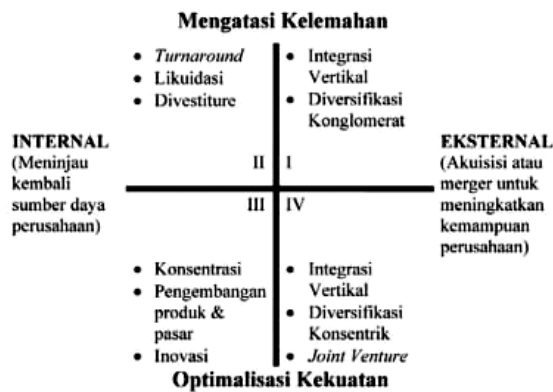 Mengatasi Kelemahan
• Turnaround
• Likuidasi
• Divestiture
• Integrasi
Vertikal
• Diversifikasi
Konglomerat
INTERNAL
(Meninjau
kembali
sumber daya
perusahaan)
II
I
III
IV
EKSTERNAL
(Akuisisi atau
merger untuk
meningkatkan
kemampuan
perusahaan)
• Konsentrasi
• Pengembangan
produk &
pasar
• Inovasi
• Integrasi
Vertikal
• Diversifikasi
Konsentrik
• Joint Venture
Optimalisasi Kekuatan